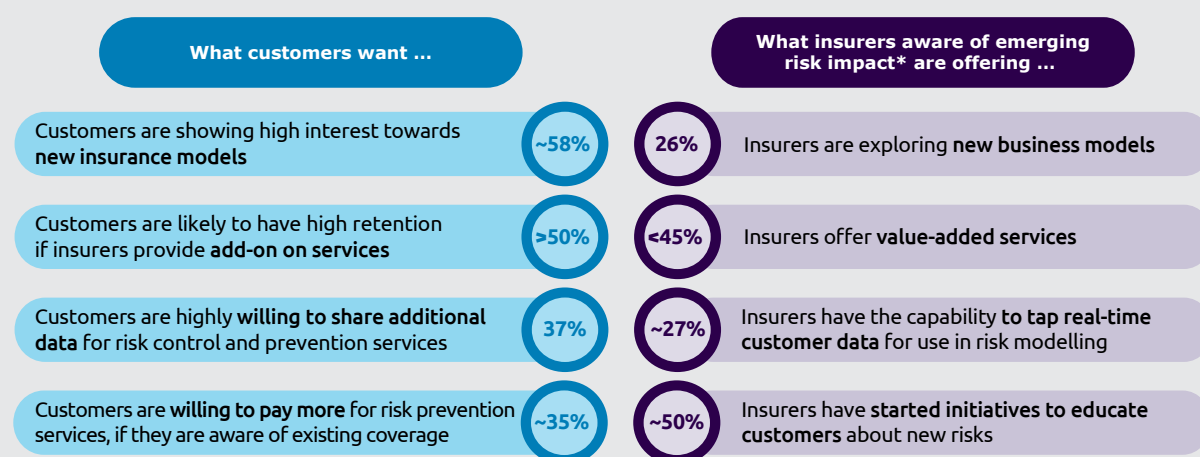 What customers want ...
What insurers aware of emerging
risk impact* are offering ...
Customers are showing high interest towards
new insurance models
~58%
26%
Insurers are exploring new business models
Customers are likely to have high retention
if insurers provide add-on on services
≥50%
≤45%
Insurers offer value-added services
Customers are highly willing to share additional
data for risk control and prevention services
37%
~27%
Insurers have the capability to tap real-time
customer data for use in risk modelling
Customers are willing to pay more for risk prevention
services, if they are aware of existing coverage
~35%
~50%
Insurers have started initiatives to educate
customers about new risks